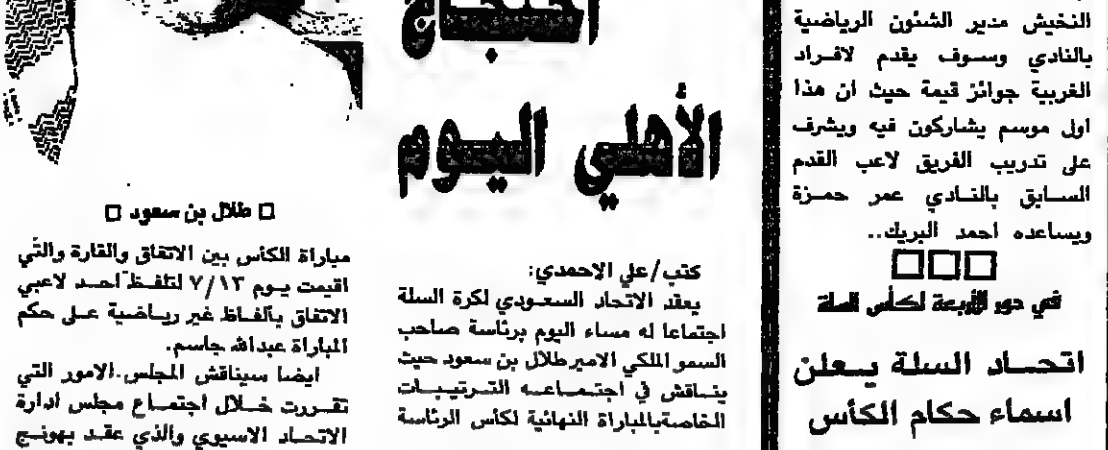 النخيش مدير الشئون الرياضية
بالنادي وسوف يقدم لافراد
الغربية جوائز قيمة حيث ان هذا
اول موسم يشاركون فيه ويشرف
على تدريب الفريق لاعب القدم
السابق بالنادي عمر حمزة
ويساعده احمد البريك..
في دور الأربعة لكأس السلة
اتحاد السلة يعلن
اسماء حكام الكأس
احتجاج
الأهلي اليوم
كتب/علي الاحمدي:
يعقد الاتحاد السعودي لكرة السلة
اجتماعا له مساء اليوم برئاسة صاحب
السمو الملكي الامير طلال بن سعود حيث
يناقش في اجتماعه الترتيبات
الخاصة بالمباراة النهائية لكأس الرئاسة
طلال بن سعود
مباراة الكأس بين الاتفاق والقارة والتي
اقيمت يوم ٧/١٣ لتلفظ احد لاعبي
الاتفاق بألفاظ غير رياضية على حكم
المباراة عبدالله جاسم.
ايضا سيناقش المجلس الامور التي
تقررت خلال اجتماع مجلس ادارة
الاتحاد الاسيوي والذي عقد بهونج